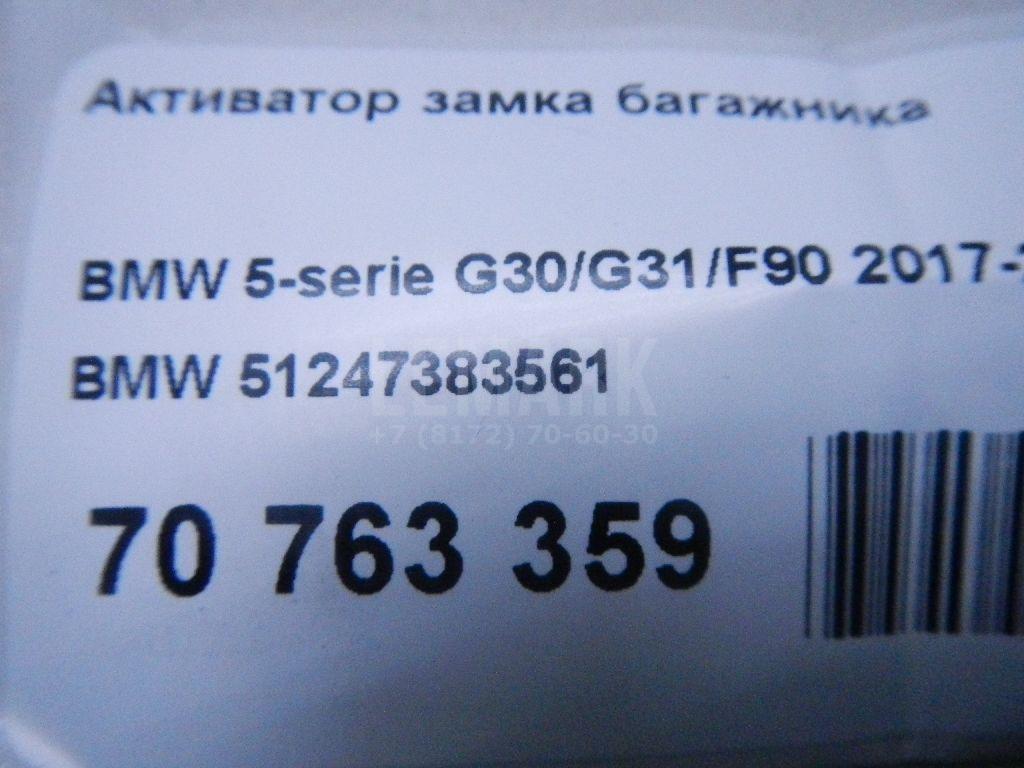 Активатор замка багажника
BMW 5-serie G30/G31/F90 2017-
BMW 51247383561
LEMARK
+7 (8172) 70-60-30
70 763 359